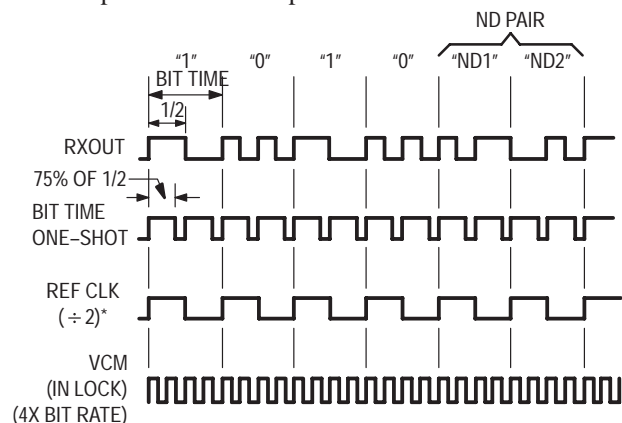 ND PAIR
"1" "0" "1" "0" "ND1" "ND2"
BIT TIME
1/2
RXOUT
75% OF 1/2
BIT TIME
ONE–SHOT
REF CLK
(÷2)*
VCM
(IN LOCK)
(4X BIT RATE)